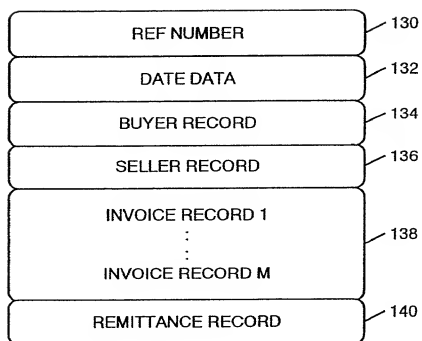 REF NUMBER 130
DATE DATA 132
BUYER RECORD 134
SELLER RECORD 136
INVOICE RECORD 1
⋮
INVOICE RECORD M
138
REMITTANCE RECORD 140